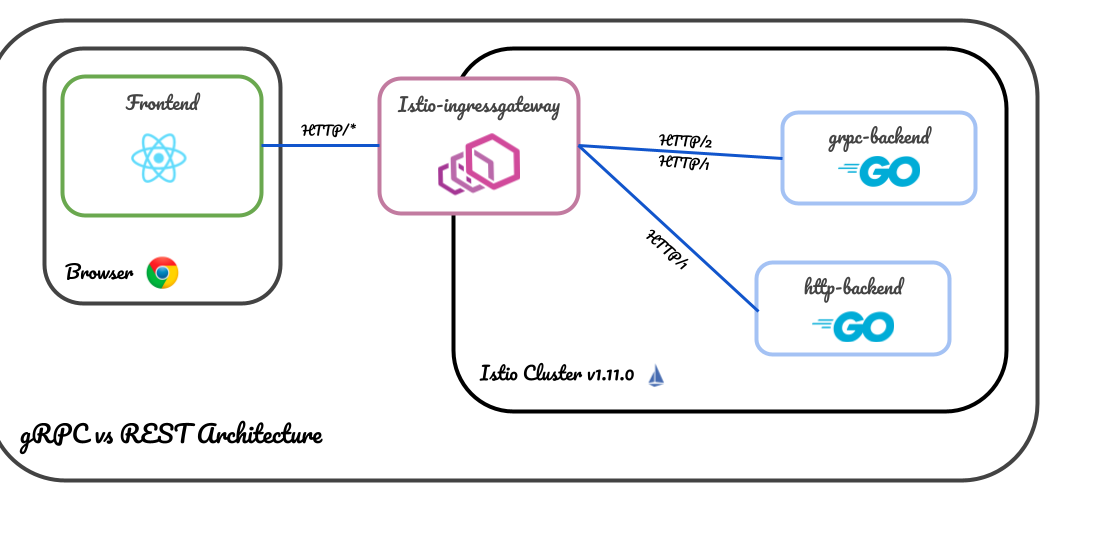 Frontend
HTTP/*
Istio-ingressgateway
HTTP/2
HTTP/1
grpc-backend
GO
HTTP/1
http-backend
GO
Browser
Istio Cluster v1.11.0
gRPC vs REST Architecture